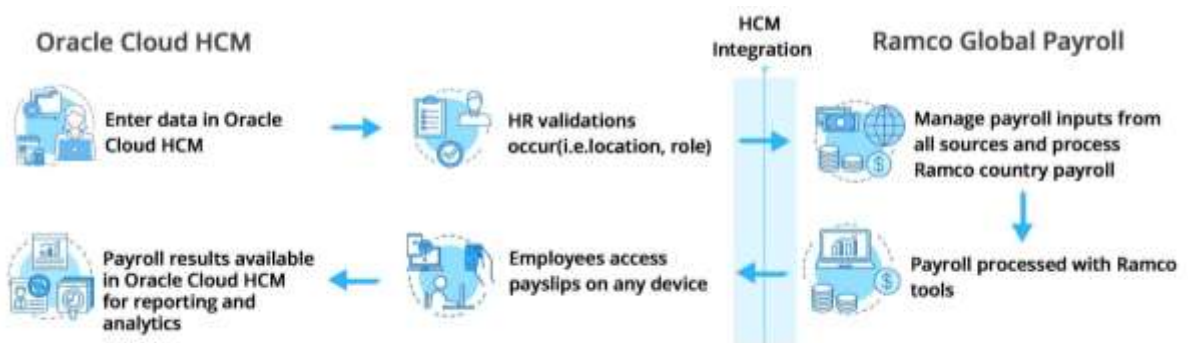 Oracle Cloud HCM
HCM
Integration
Ramco Global Payroll
Enter data in Oracle
Cloud HCM
HR validations
occur(i.e.location, role)
Manage payroll inputs from
all sources and process
Ramco country payroll
Payroll results available
in Oracle Cloud HCM
for reporting and
analytics
Employees access
payslips on any device
Payroll processed with Ramco
tools